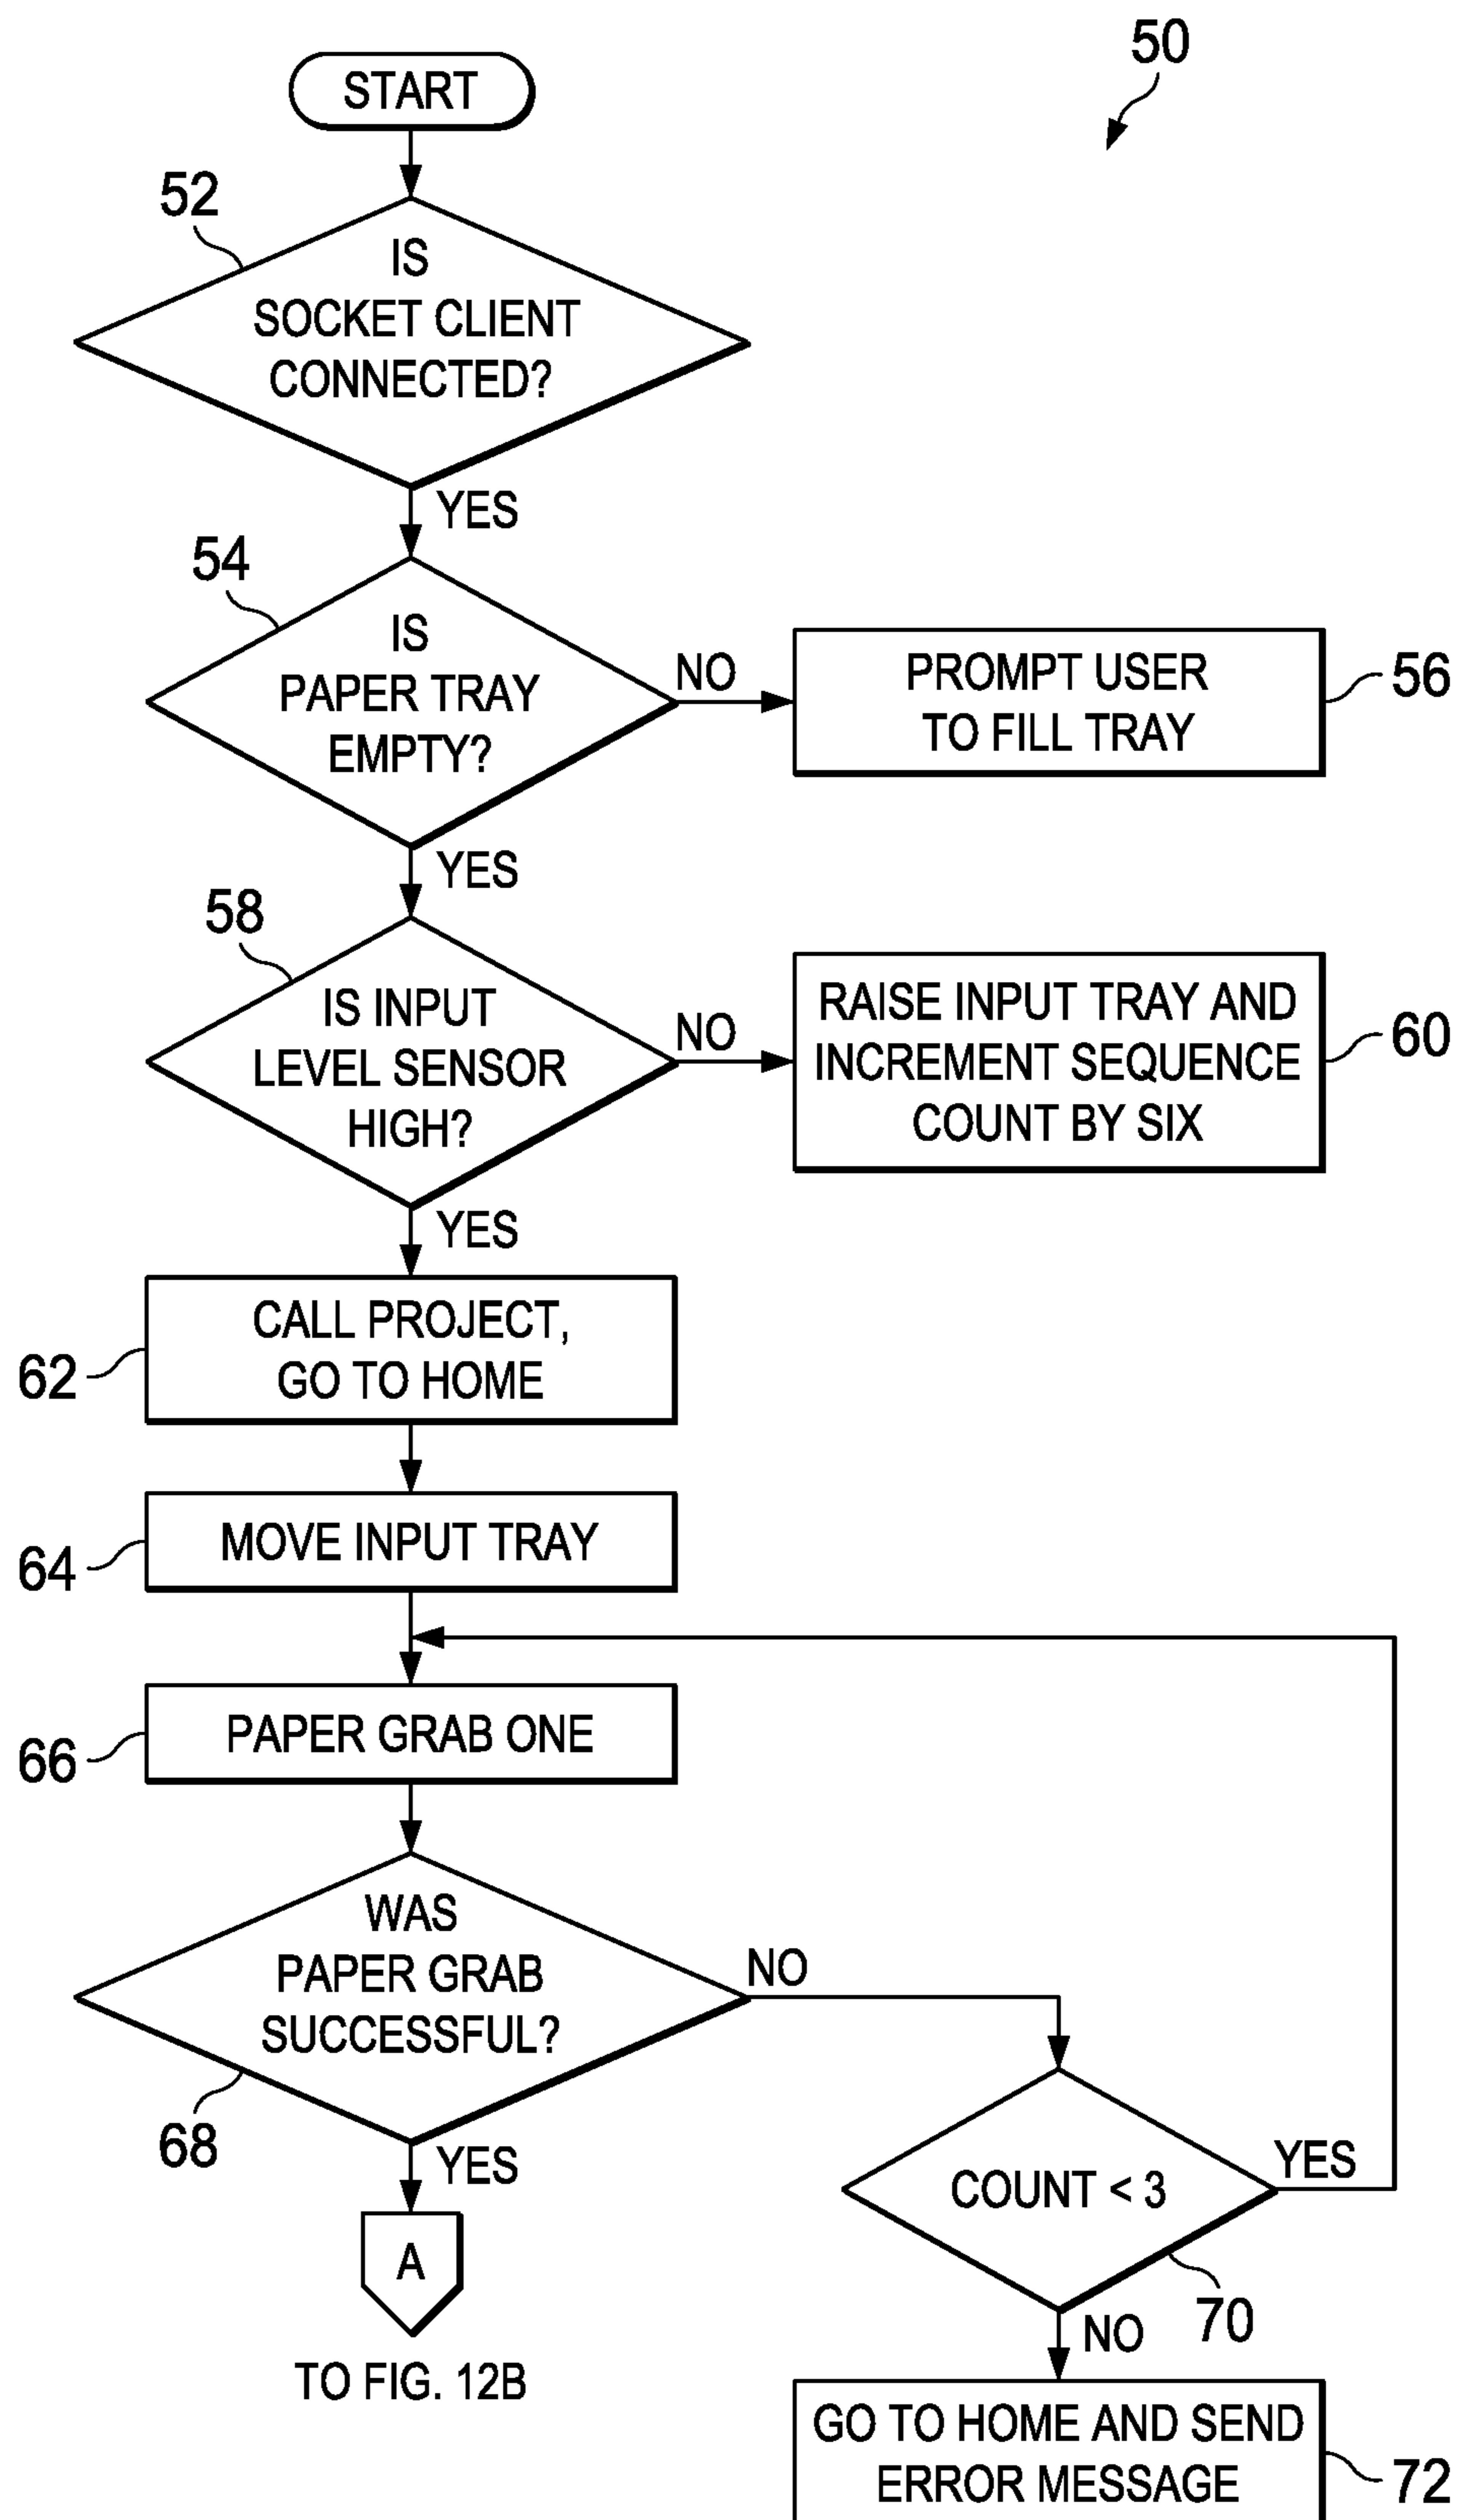 50
START
52
IS
SOCKET CLIENT
CONNECTED?
YES
54
IS
PAPER TRAY
EMPTY?
NO
PROMPT USER
TO FILL TRAY
56
YES
58
IS INPUT
LEVEL SENSOR
HIGH?
NO
RAISE INPUT TRAY AND
INCREMENT SEQUENCE
COUNT BY SIX
60
YES
CALL PROJECT,
GO TO HOME
62
MOVE INPUT TRAY
64
PAPER GRAB ONE
66
WAS
PAPER GRAB
SUCCESSFUL?
NO
68
YES
COUNT < 3
YES
A
70
NO
TO FIG. 12B
GO TO HOME AND SEND
ERROR MESSAGE
72